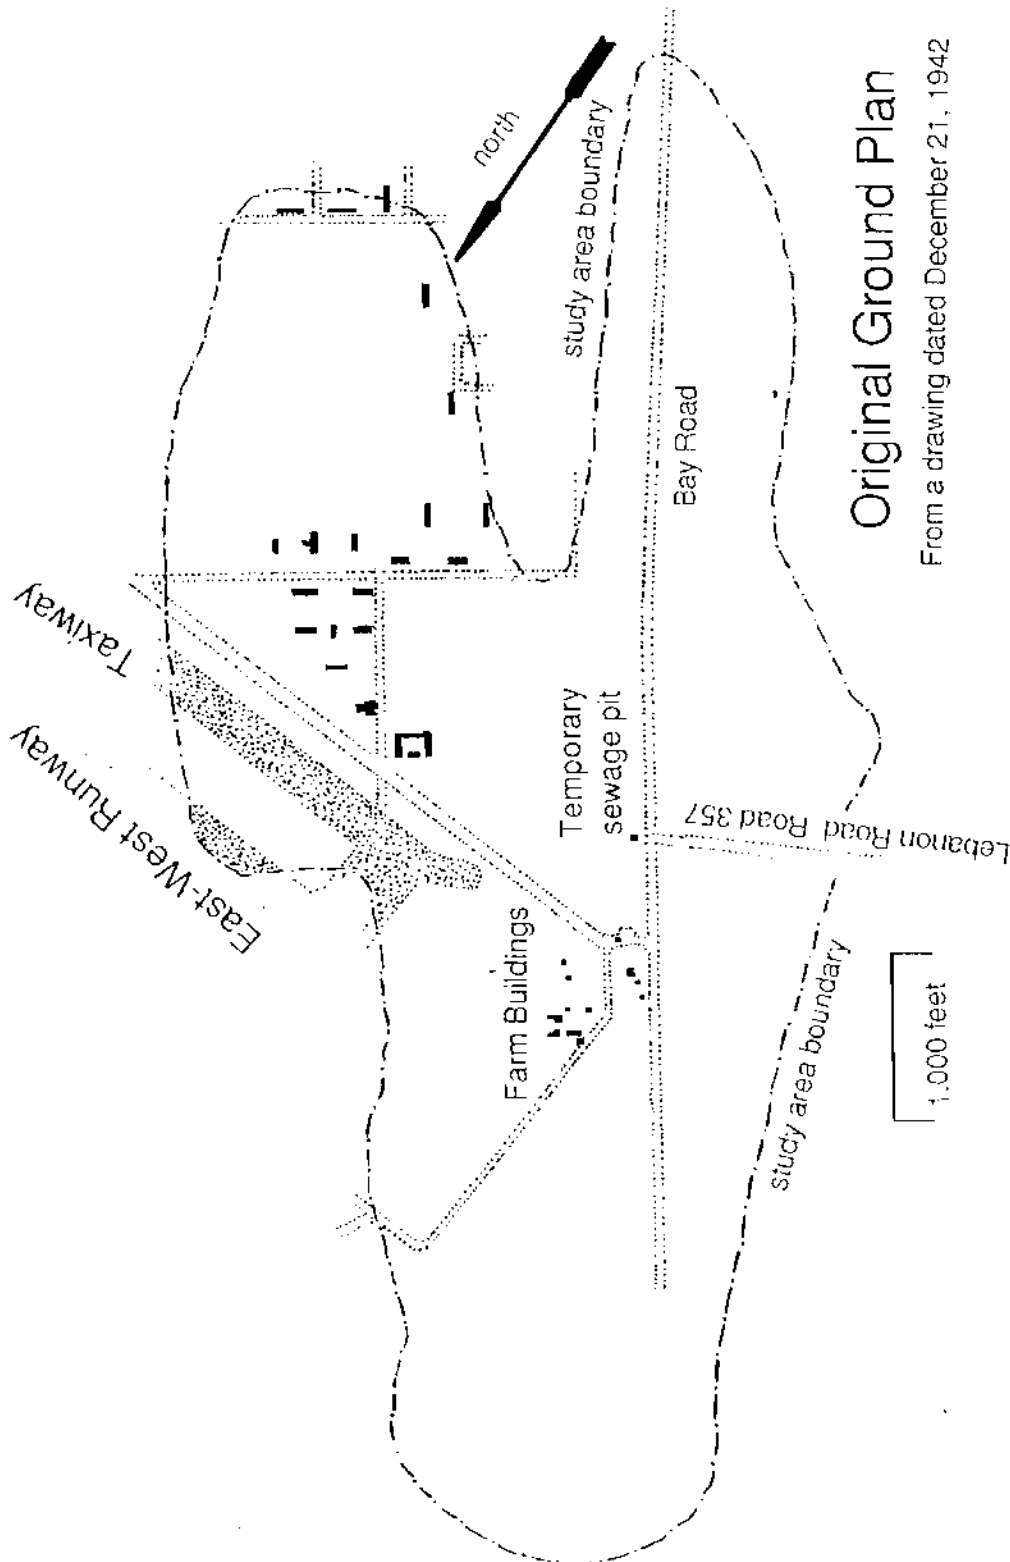 Taxiway
East-West Runway
north
study area boundary
Bay Road
Temporary
sewage pit
Lebanon Road Road 357
Farm Buildings
study area boundary
1,000 feet
Original Ground Plan
From a drawing dated December 21, 1942